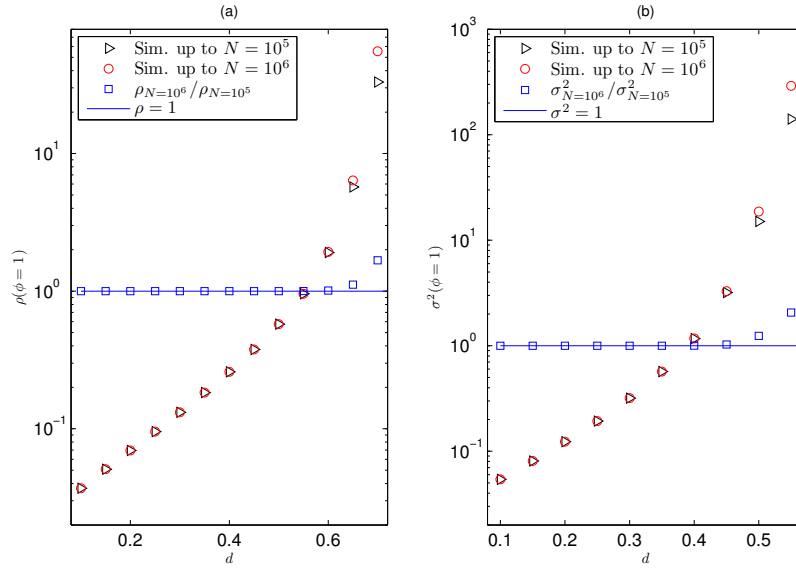 (a)
Sim. up to N = 10^5
Sim. up to N = 10^6
ρ_{N=10^6}/ρ_{N=10^5}
ρ = 1
10^1
10^0
10^{-1}
ρ(ϕ = 1)
0.2 0.4 0.6
d
(b)
Sim. up to N = 10^5
Sim. up to N = 10^6
σ^2_{N=10^6}/σ^2_{N=10^5}
σ^2 = 1
10^3
10^2
10^1
10^0
10^{-1}
σ^2(ϕ = 1)
0.1 0.2 0.3 0.4 0.5
d